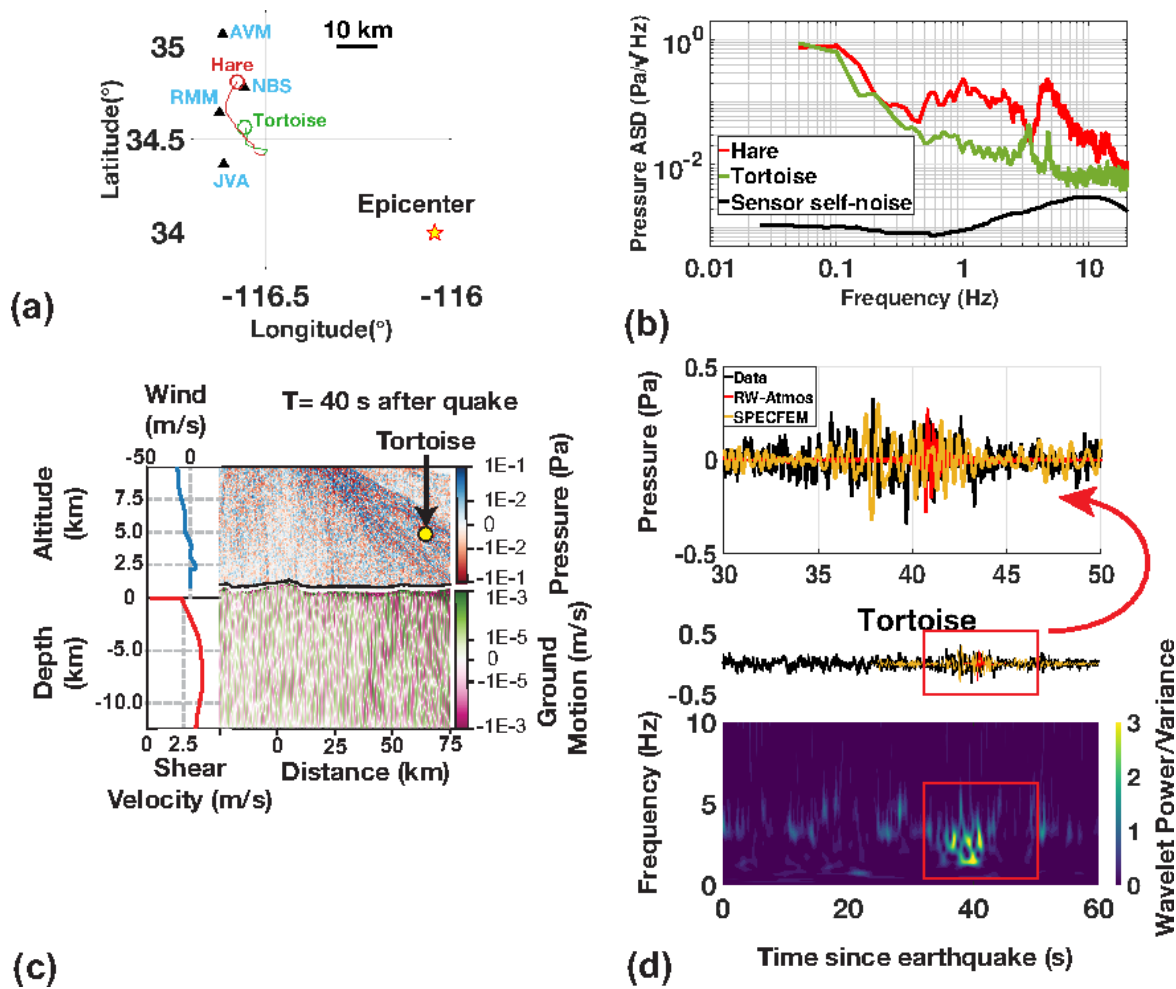 AVM
10 km
35
Hare
NBS
RMM
Tortoise
34.5
JVA
Epicenter
34
Latitude(°)
-116.5
-116
Longitude(°)
(a)
Pressure ASD (Pa/√Hz)
10^0
10^-2
Hare
Tortoise
Sensor self-noise
0.01
0.1
1
10
Frequency (Hz)
(b)
Wind
(m/s)
-50
0
T= 40 s after quake
Tortoise
Altitude
(km)
7.5
5.0
2.5
0
1E-1
1E-2
0
-1E-2
-1E-1
Pressure (Pa)
Depth
(km)
-5.0
-10.0
1E-3
1E-5
0
-1E-5
-1E-3
Ground
Motion (m/s)
0
2.5
Shear
Velocity (m/s)
0
25
50
75
Distance (km)
(c)
Pressure (Pa)
0.5
0
-0.5
Data
RW-Atmos
SPECFEM
30
35
40
45
50
Tortoise
0.5
-0.5
Frequency (Hz)
10
5
0
3
2
1
0
Wavelet Power/Variance
0
20
40
60
Time since earthquake (s)
(d)